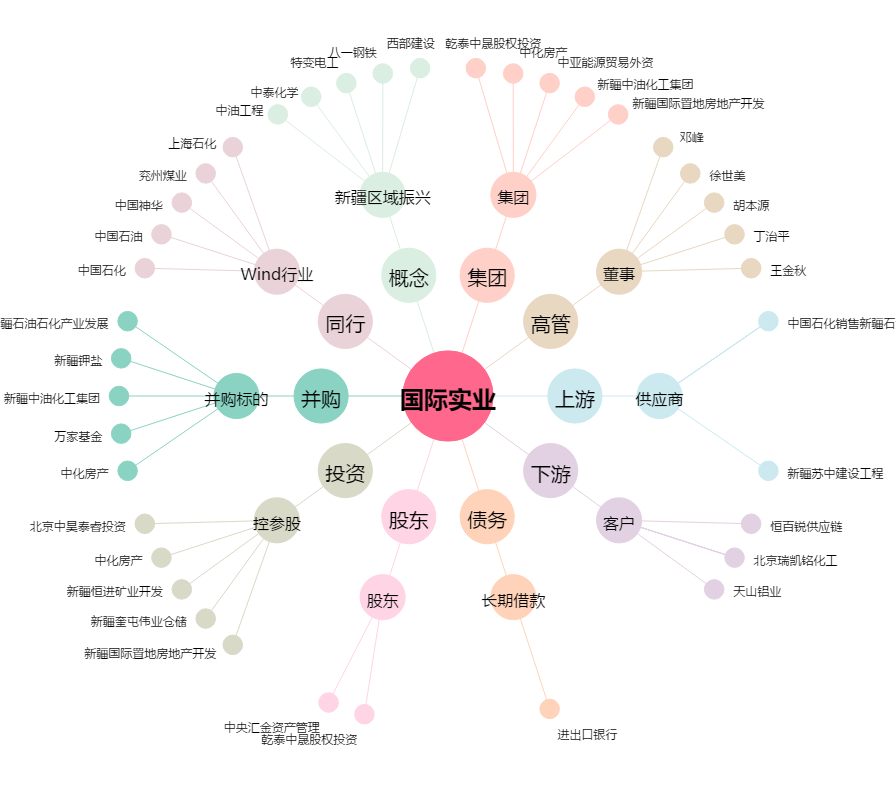 西部建设
八一钢铁
特变电工
中泰化学
中油工程
新疆区域振兴
概念
乾泰中晟股权投资
中化房产
中亚能源贸易外资
新疆中油化工集团
新疆国际置地房地产开发
集团
集团
邓峰
徐世美
胡本源
丁治平
王金秋
董事
高管
上海石化
兖州煤业
中国神华
中国石油
中国石化
Wind行业
同行
疆石油石化产业发展
新疆钾盐
新疆中油化工集团
万家基金
中化房产
并购标的
并购
国际实业
上游
供应商
中国石化销售新疆石
新疆苏中建设工程
投资
控参股
北京中昊泰睿投资
中化房产
新疆恒进矿业开发
新疆奎屯伟业仓储
新疆国际置地房地产开发
下游
客户
恒百锐供应链
北京瑞凯铭化工
天山铝业
股东
股东
中央汇金资产管理
乾泰中晟股权投资
债务
长期借款
进出口银行